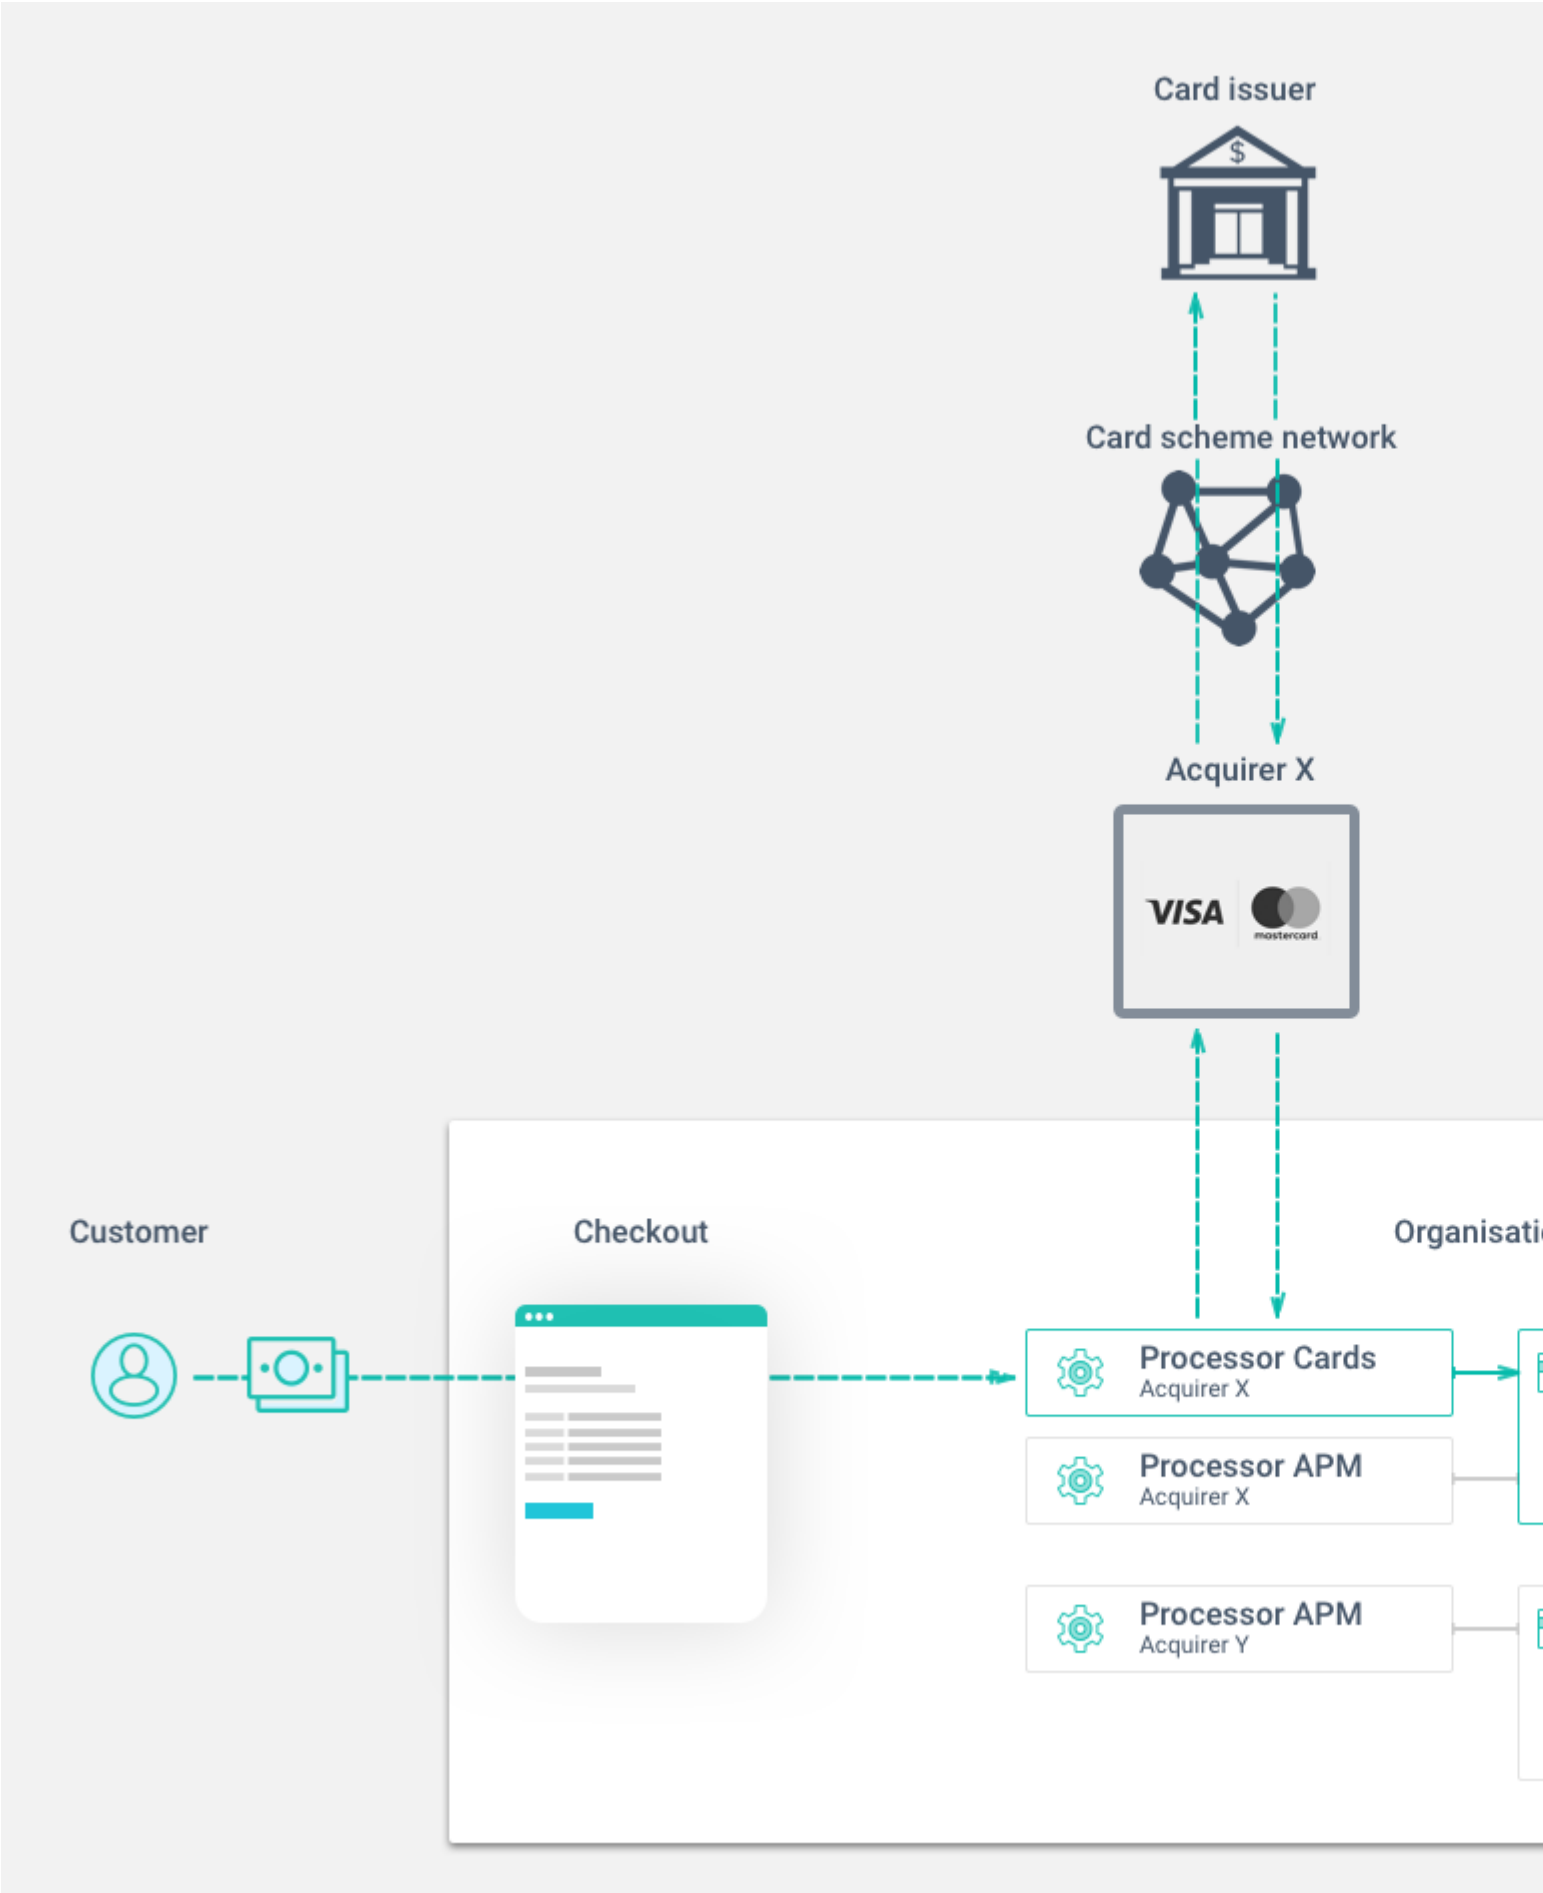 Card issuer
$
Card scheme network
Acquirer X
VISA
mastercard
Customer
Checkout
Organisati
Processor Cards
Acquirer X
Processor APM
Acquirer X
Processor APM
Acquirer Y